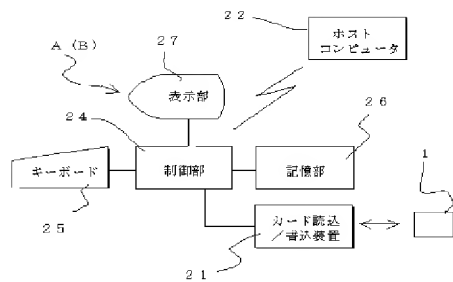 22
ホスト
コンピュータ
27
A (B)
表示部
24
26
キーボード
制御部
記憶部
25
1
カード読込
/書込装置
21